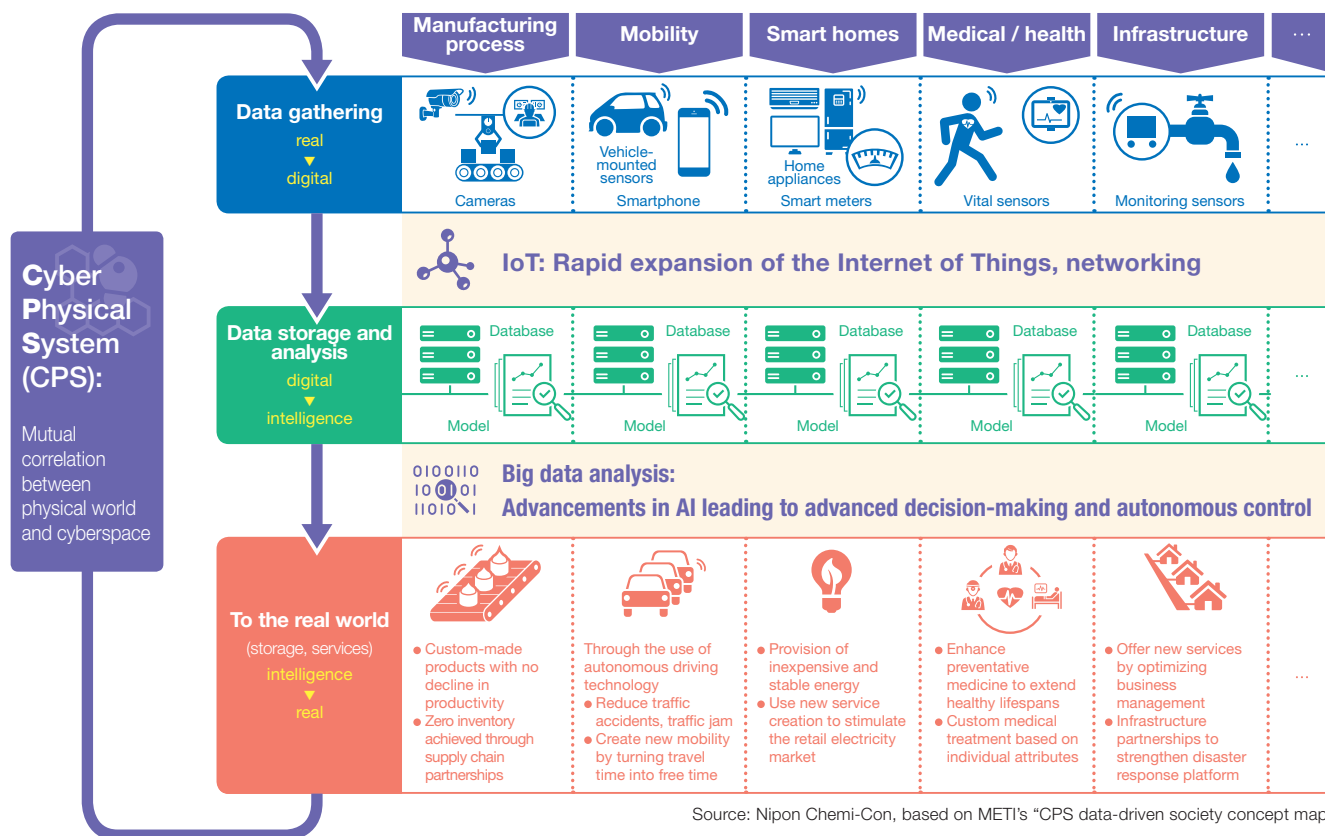 Cyber
Physical
System
(CPS):
Mutual
correlation
between
physical world
and cyberspace
Manufacturing
process
Mobility
Smart homes
Medical / health
Infrastructure
...
Data gathering
real
▼
digital
Cameras
Vehicle-
mounted
sensors
Smartphone
Home
appliances
Smart meters
Vital sensors
Monitoring sensors
...
IoT: Rapid expansion of the Internet of Things, networking
Data storage and
analysis
digital
▼
intelligence
Database
Model
Database
Model
Database
Model
Database
Model
Database
Model
...
0100110
10 01 01
11010 1
Big data analysis:
Advancements in AI leading to advanced decision-making and autonomous control
To the real world
(storage, services)
intelligence
▼
real
● Custom-made
products with no
decline in
productivity
● Zero inventory
achieved through
supply chain
partnerships
Through the use of
autonomous driving
technology
● Reduce traffic
accidents, traffic jam
● Create new mobility
by turning travel
time into free time
● Provision of
inexpensive and
stable energy
● Use new service
creation to stimulate
the retail electricity
market
● Enhance
preventative
medicine to extend
healthy lifespans
● Custom medical
treatment based on
individual attributes
● Offer new services
by optimizing
business
management
● Infrastructure
partnerships to
strengthen disaster
response platform
...
Source: Nipon Chemi-Con, based on METI's “CPS data-driven society concept map